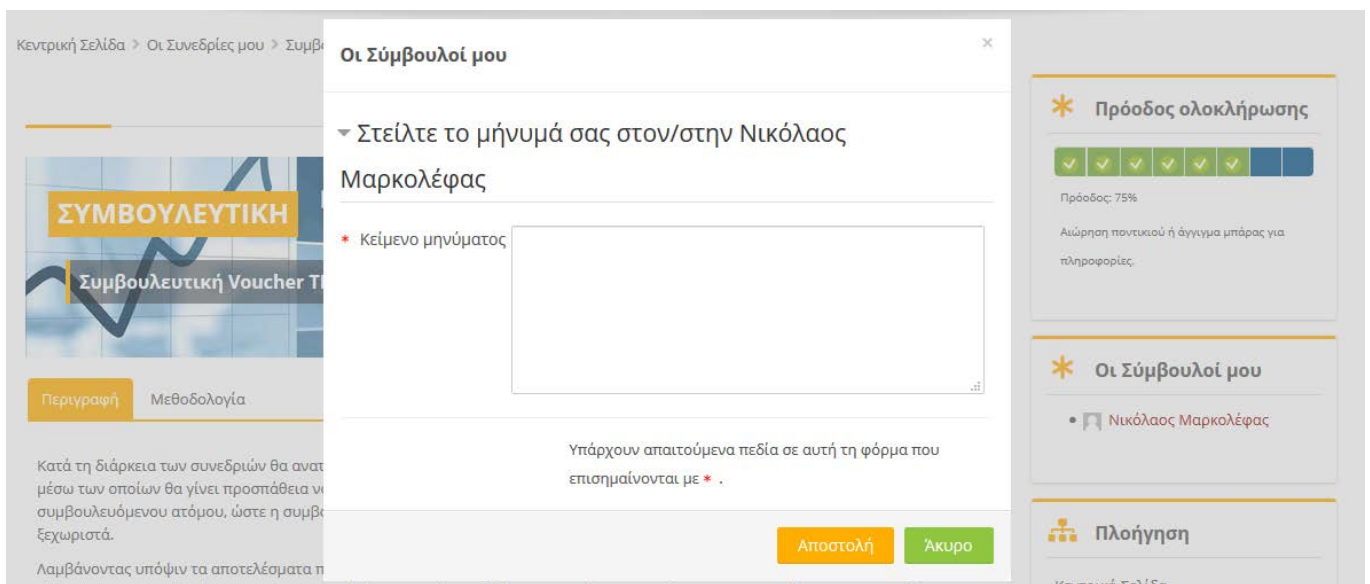 Κεντρική Σελίδα > Οι Συνεδρίες μου >
Οι Σύμβουλοί μου
×
Στείλτε το μήνυμά σας στον/στην Νικόλαος
Μαρκολέφας
* Κείμενο μηνύματος
Υπάρχουν απαιτούμενα πεδία σε αυτή τη φόρμα που
επισημαίνονται με * .
Αποστολή
Άκυρο
ΣΥΜΒΟΥΛΕΥΤΙΚΗ
Συμβουλευτική Voucher
Περιγραφή
Μεθοδολογία
Κατά τη διάρκεια των συνεδριών θα
μέσω των οποίων θα γίνει προσπάθεια
συμβουλευόμενου ατόμου, ώστε η
ξεχωριστά.
Λαμβάνοντας υπόψιν τα αποτελέσματα
Πρόοδος ολοκλήρωσης
Πρόοδος: 75%
Αιώρηση ποντικιού ή άγγιγμα μπάρας για
πληροφορίες.
Οι Σύμβουλοί μου
Νικόλαος Μαρκολέφας
Πλοήγηση